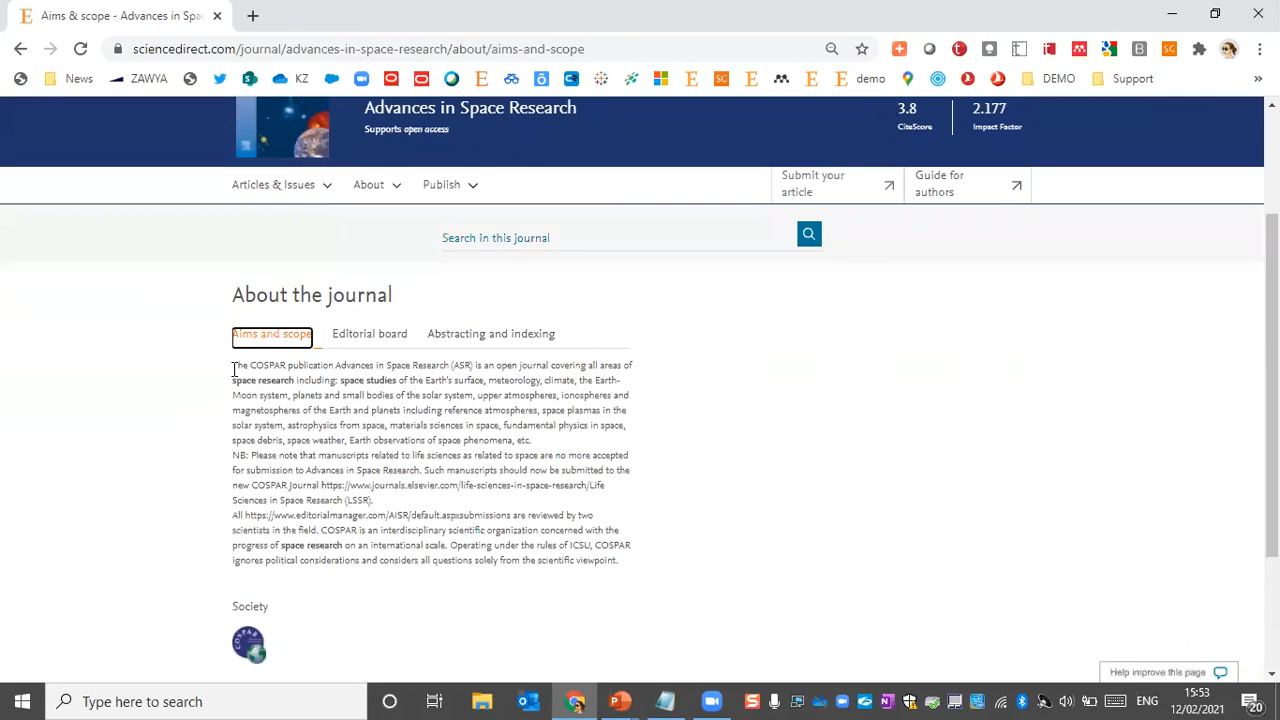 Aims & scope - Advances in Spa
sciencedirect.com/journal/advances-in-space-research/about/aims-and-scope
News ZAWYA KZ demo DEMO Support »
Advances in Space Research
Supports open access
3.8
CiteScore
2.177
Impact Factor
Articles & Issues About Publish
Submit your
article
Guide for
authors
Search in this journal
About the journal
Aims and scope Editorial board Abstracting and indexing
The COSPAR publication Advances in Space Research (ASR) is an open journal covering all areas of
space research including: space studies of the Earth's surface, meteorology, climate, the Earth-
Moon system, planets and small bodies of the solar system, upper atmospheres, ionospheres and
magnetospheres of the Earth and planets including reference atmospheres, space plasmas in the
solar system, astrophysics from space, materials sciences in space, fundamental physics in space,
space debris, space weather, Earth observations of space phenomena, etc.
NB: Please note that manuscripts related to life sciences as related to space are no more accepted
for submission to Advances in Space Research. Such manuscripts should now be submitted to the
new COSPAR Journal https://www.journals.elsevier.com/life-sciences-in-space-research/Life
Sciences in Space Research (LSSR).
All https://www.editorialmanager.com/AISR/default.aspxsubmissions are reviewed by two
scientists in the field. COSPAR is an interdisciplinary scientific organization concerned with the
progress of space research on an international scale. Operating under the rules of ICSU, COSPAR
ignores political considerations and considers all questions solely from the scientific viewpoint.
Society
COSPAR
Help improve this page
Type here to search
ENG
15:53
12/02/2021
20